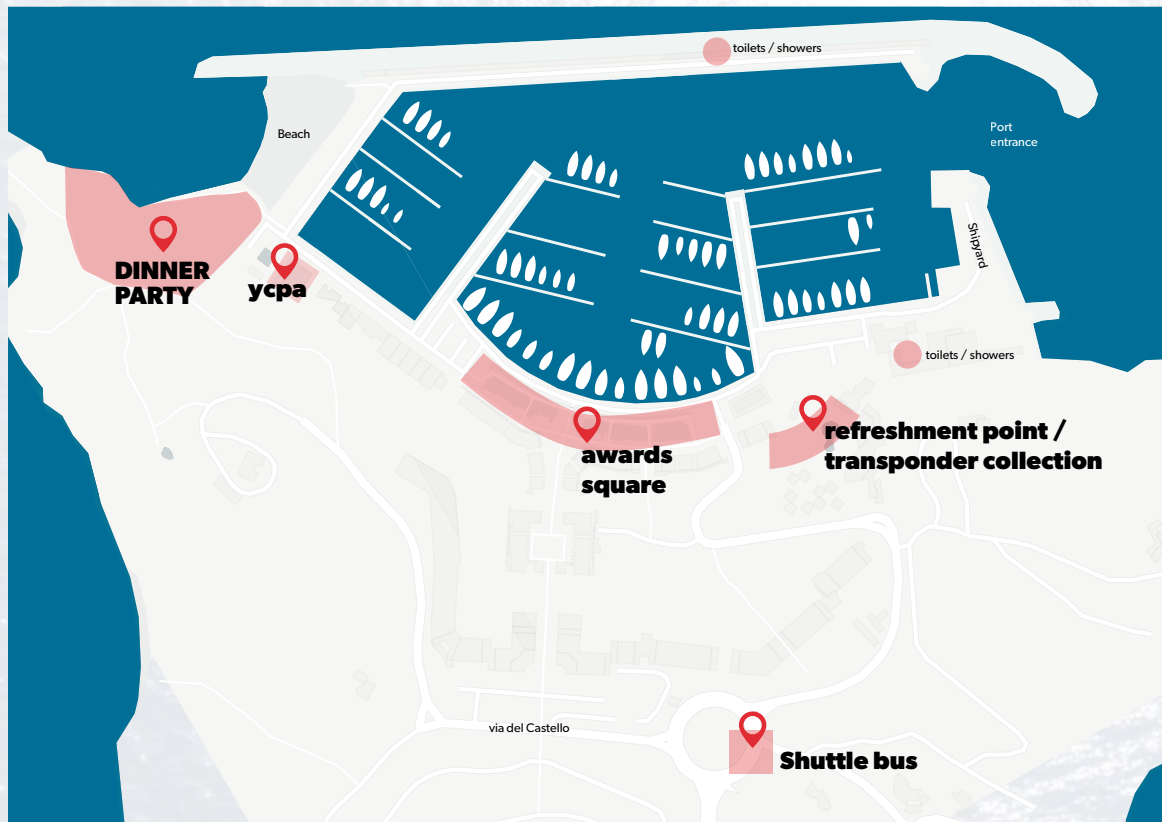 toilets / showers
Port
entrance
Beach
Shipyard
DINNER
PARTY
ycpa
toilets / showers
refreshment point /
transponder collection
awards
square
via del Castello
Shuttle bus